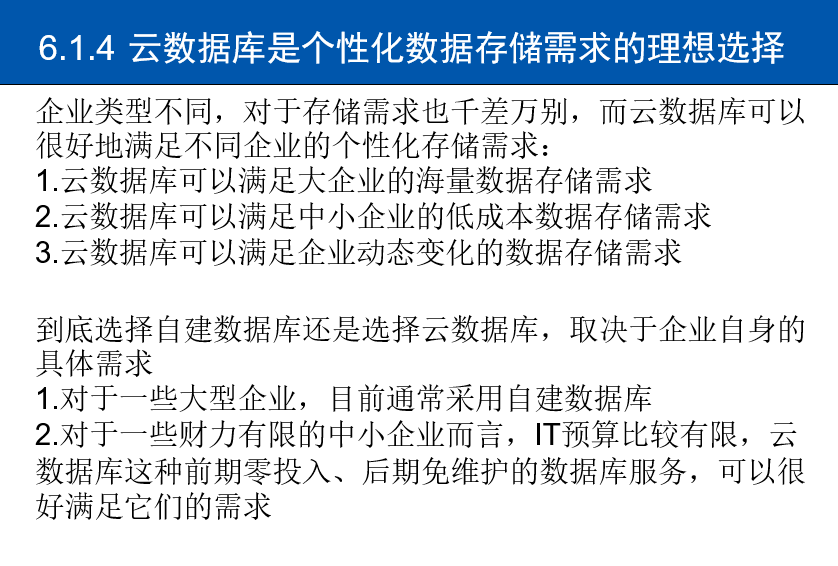 6.1.4 云数据库是个性化数据存储需求的理想选择
企业类型不同，对于存储需求也千差万别，而云数据库可以
很好地满足不同企业的个性化存储需求：
1.云数据库可以满足大企业的海量数据存储需求
2.云数据库可以满足中小企业的低成本数据存储需求
3.云数据库可以满足企业动态变化的数据存储需求
到底选择自建数据库还是选择云数据库，取决于企业自身的
具体需求
1.对于一些大型企业，目前通常采用自建数据库
2.对于一些财力有限的中小企业而言，IT预算比较有限，云
数据库这种前期零投入、后期免维护的数据库服务，可以很
好满足它们的需求